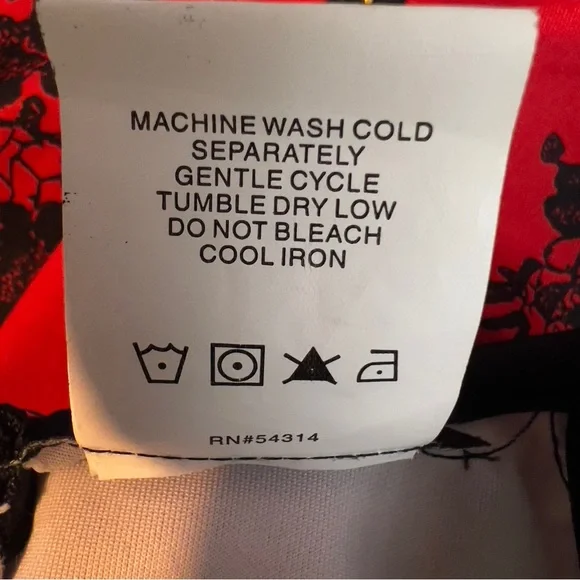 MACHINE WASH COLD
SEPARATELY
GENTLE CYCLE
TUMBLE DRY LOW
DO NOT BLEACH
COOL IRON
RN#54314